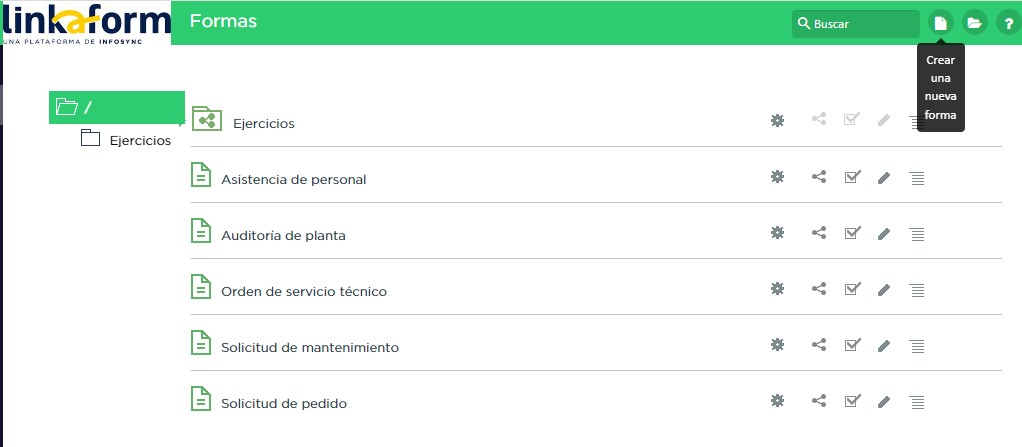 linkaform
UNA PLATAFORMA DE INFOSYNC
Formas
Buscar
?
Crear
una
nueva
forma
/
Ejercicios
Ejercicios
Asistencia de personal
Auditoría de planta
Orden de servicio técnico
Solicitud de mantenimiento
Solicitud de pedido